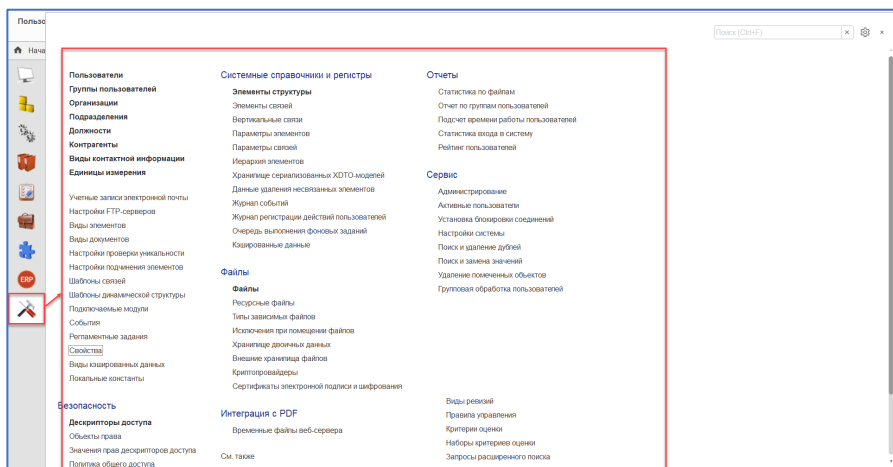 Пользо
Поиск (Ctrl+F)
Нача
ERP
Пользователи
Группы пользователей
Организации
Подразделения
Должности
Контрагенты
Виды контактной информации
Единицы измерения
Учетные записи электронной почты
Настройки FTP-серверов
Виды элементов
Виды документов
Настройки проверки уникальности
Настройки подчинения элементов
Шаблоны связей
Шаблоны динамической структуры
Подключаемые модули
События
Регламентные задания
Свойства
Виды кэшированных данных
Локальные константы
Безопасность
Дескрипторы доступа
Объекты права
Значения прав дескрипторов доступа
Политика общего доступа
Системные справочники и регистры
Элементы структуры
Элементы связей
Вертикальные связи
Параметры элементов
Параметры связей
Иерархия элементов
Хранилище сериализованных XDTO-моделей
Данные удаления несвязанных элементов
Журнал событий
Журнал регистрации действий пользователей
Очередь выполнения фоновых заданий
Кэшированные данные
Файлы
Файлы
Ресурсные файлы
Типы зависимых файлов
Исключения при помещении файлов
Хранилище двоичных данных
Внешние хранилища файлов
Криптопровайдеры
Сертификаты электронной подписи и шифрования
Интеграция с PDF
Временные файлы веб-сервера
См. также
Отчеты
Статистика по файлам
Отчет по группам пользователей
Подсчет времени работы пользователей
Статистика входа в систему
Рейтинг пользователей
Сервис
Администрирование
Активные пользователи
Установка блокировки соединений
Настройки системы
Поиск и удаление дублей
Поиск и замена значений
Удаление помеченных объектов
Групповая обработка пользователей
Виды ревизий
Правила управления
Критерии оценки
Наборы критериев оценки
Запросы расширенного поиска